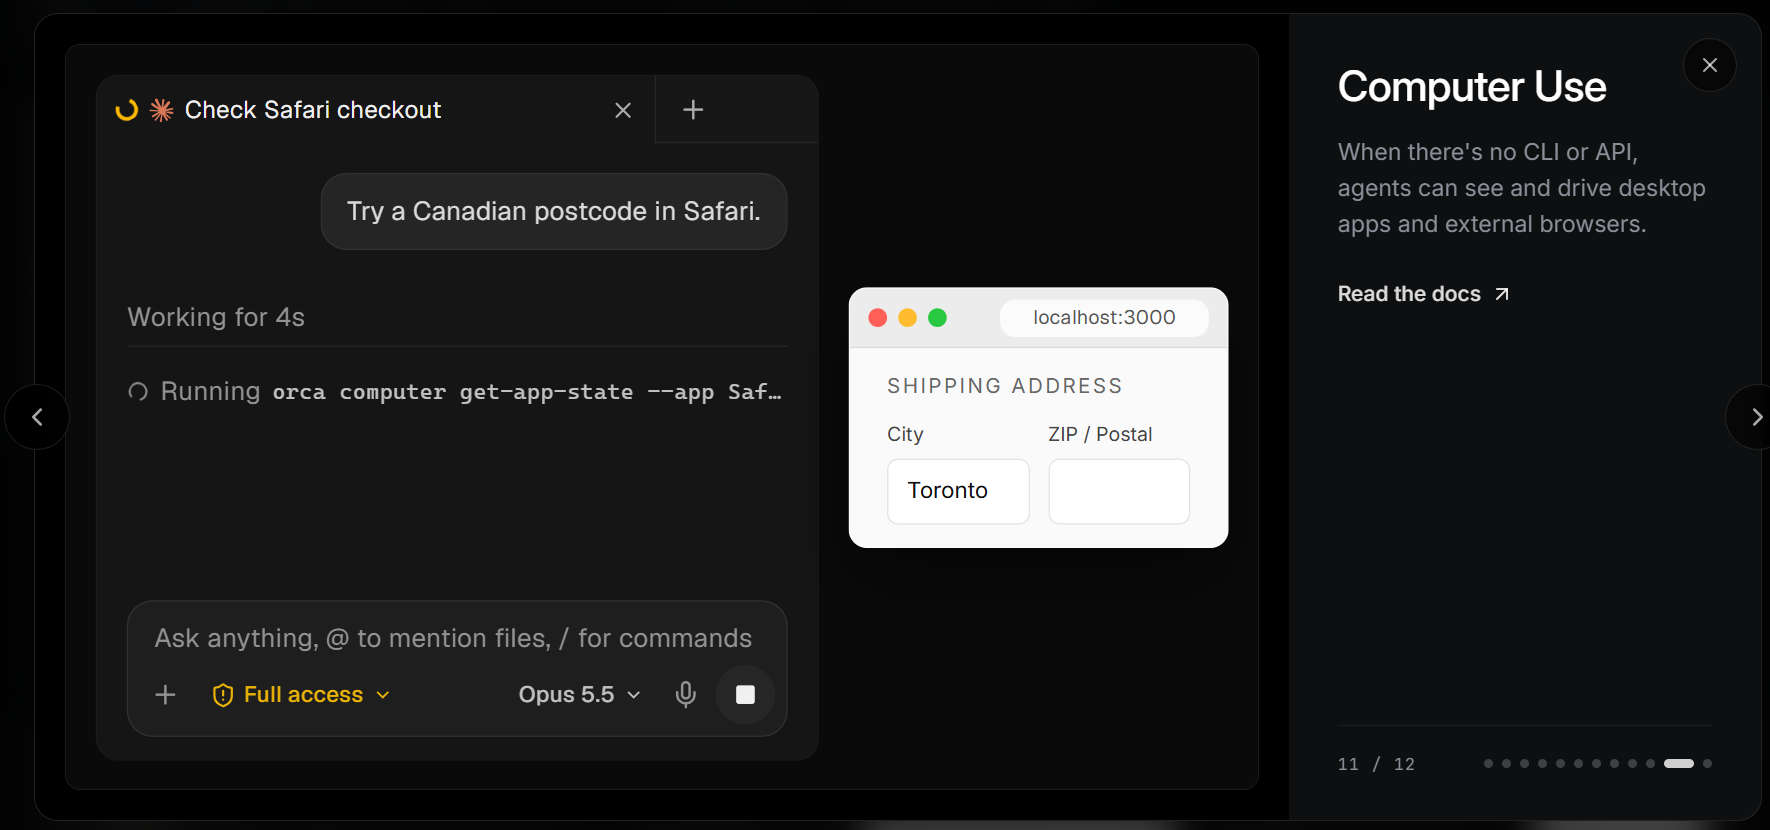 Check Safari checkout
Try a Canadian postcode in Safari.
Working for 4s
Running orca computer get-app-state --app Saf…
Ask anything, @ to mention files, / for commands
Full access
Opus 5.5
localhost:3000
SHIPPING ADDRESS
City
ZIP / Postal
Toronto
Computer Use
When there's no CLI or API,
agents can see and drive desktop
apps and external browsers.
Read the docs
11 / 12